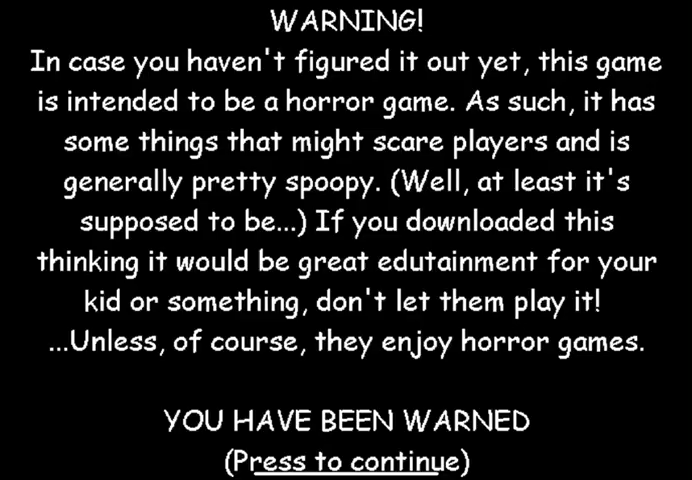 WARNING!
In case you haven't figured it out yet, this game
is intended to be a horror game. As such, it has
some things that might scare players and is
generally pretty spoopy. (Well, at least it's
supposed to be...) If you downloaded this
thinking it would be great edutainment for your
kid or something, don't let them play it!
...Unless, of course, they enjoy horror games.
YOU HAVE BEEN WARNED
(Press to continue)